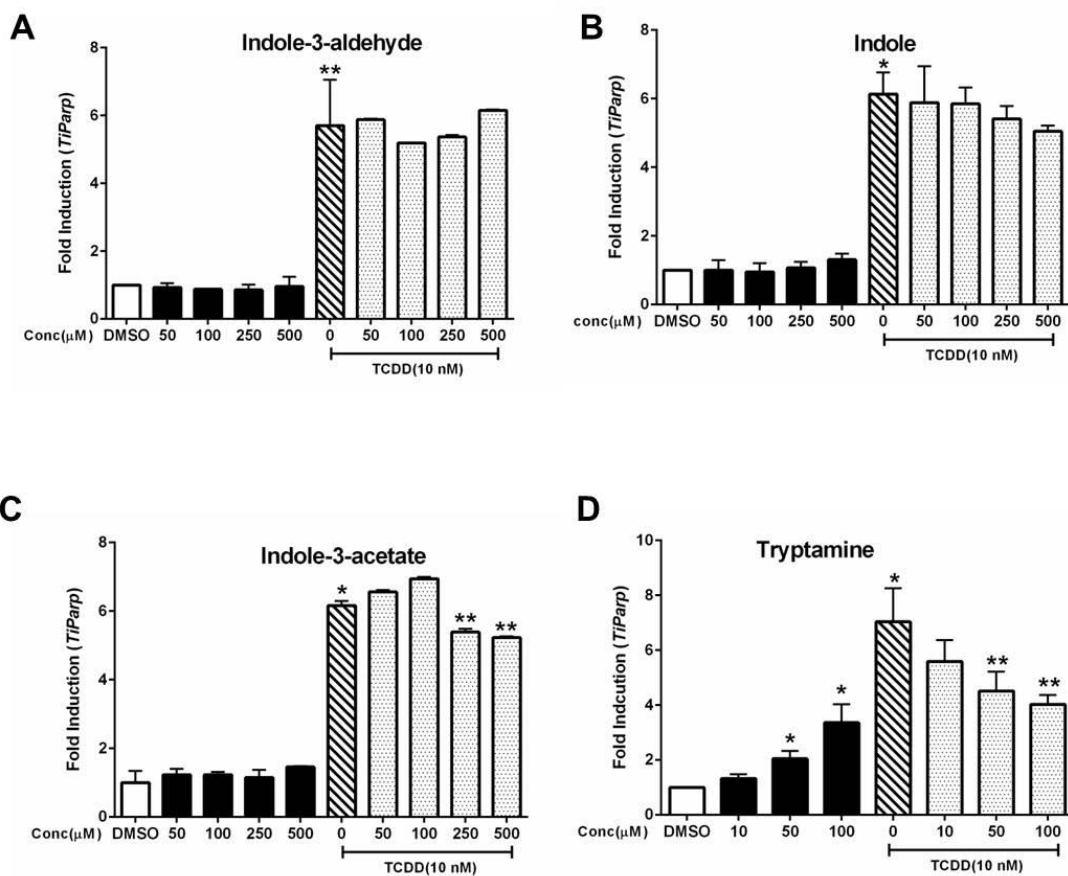 A
Indole-3-aldehyde
Fold Induction (TiParp)
8
6
4
2
0
**
Conc(μM) DMSO 50 100 250 500 0 50 100 250 500
TCDD(10 nM)
B
Indole
Fold Induction (TiParp)
8
6
4
2
0
*
conc(μM) DMSO 50 100 250 500 0 50 100 250 500
TCDD(10 nM)
C
Indole-3-acetate
Fold Induction (TiParp)
8
6
4
2
0
* ** **
Conc(μM) DMSO 50 100 250 500 0 50 100 250 500
TCDD(10 nM)
D
Tryptamine
Fold Indcution (TiParp)
10
8
6
4
2
0
* * * ** **
Conc(μM) DMSO 10 50 100 0 10 50 100
TCDD(10 nM)